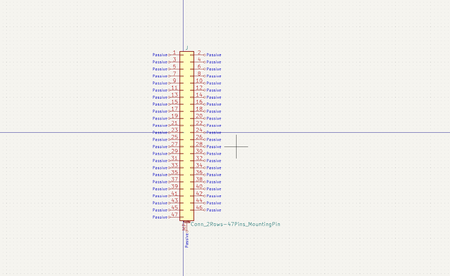 J
Passive 1 2 Passive
Passive 3 4 Passive
Passive 5 6 Passive
Passive 7 8 Passive
Passive 9 10 Passive
Passive 11 12 Passive
Passive 13 14 Passive
Passive 15 16 Passive
Passive 17 18 Passive
Passive 19 20 Passive
Passive 21 22 Passive
Passive 23 24 Passive
Passive 25 26 Passive
Passive 27 28 Passive
Passive 29 30 Passive
Passive 31 32 Passive
Passive 33 34 Passive
Passive 35 36 Passive
Passive 37 38 Passive
Passive 39 40 Passive
Passive 41 42 Passive
Passive 43 44 Passive
Passive 45 46 Passive
Passive 47
Conn_2Rows-47Pins_MountingPin
Passive